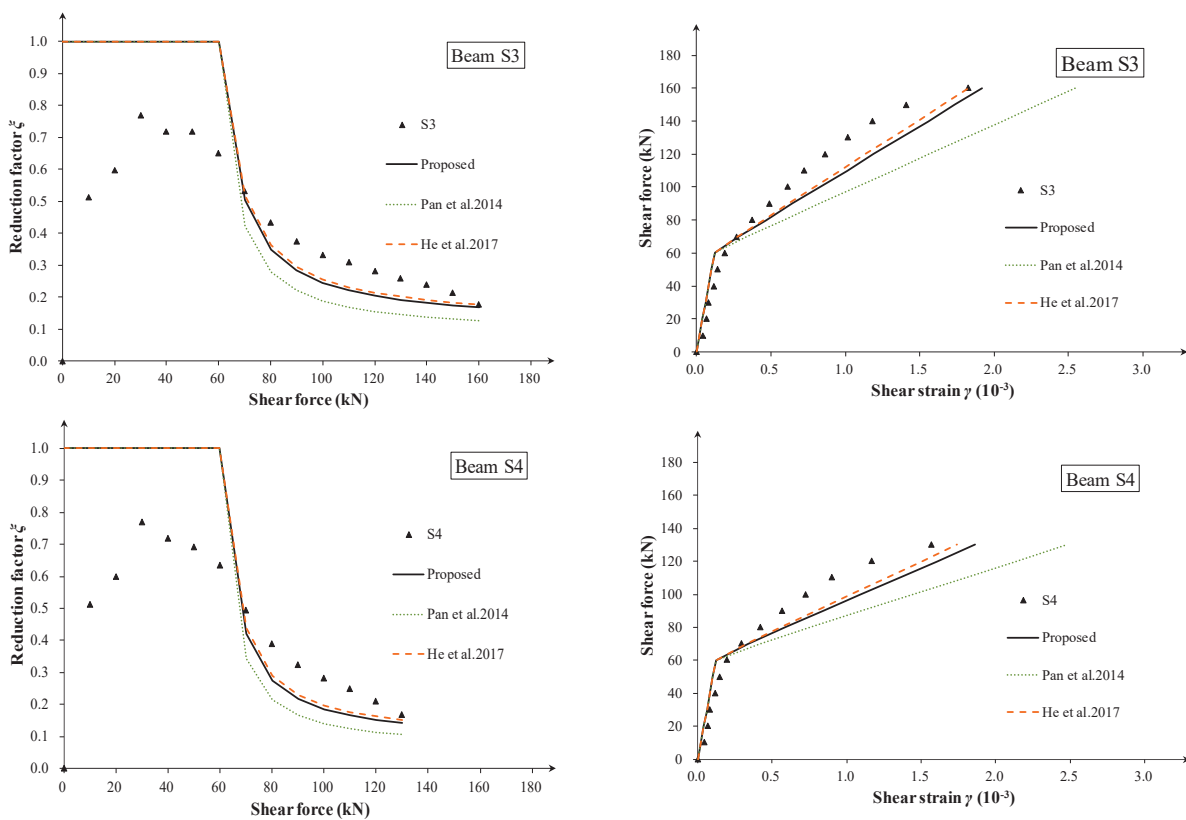 Beam S3
Reduction factor ξ
1.0
0.9
0.8
0.7
0.6
0.5
0.4
0.3
0.2
0.1
0.0
S3
Proposed
Pan et al.2014
He et al.2017
0 20 40 60 80 100 120 140 160 180
Shear force (kN)
Beam S3
Shear force (kN)
180
160
140
120
100
80
60
40
20
0
S3
Proposed
Pan et al.2014
He et al.2017
0.0 0.5 1.0 1.5 2.0 2.5 3.0
Shear strain γ (10-3)
Beam S4
Reduction factor ξ
1.0
0.9
0.8
0.7
0.6
0.5
0.4
0.3
0.2
0.1
0.0
S4
Proposed
Pan et al.2014
He et al.2017
0 20 40 60 80 100 120 140 160 180
Shear force (kN)
Beam S4
Shear force (kN)
180
160
140
120
100
80
60
40
20
0
S4
Proposed
Pan et al.2014
He et al.2017
0.0 0.5 1.0 1.5 2.0 2.5 3.0
Shear strain γ (10-3)